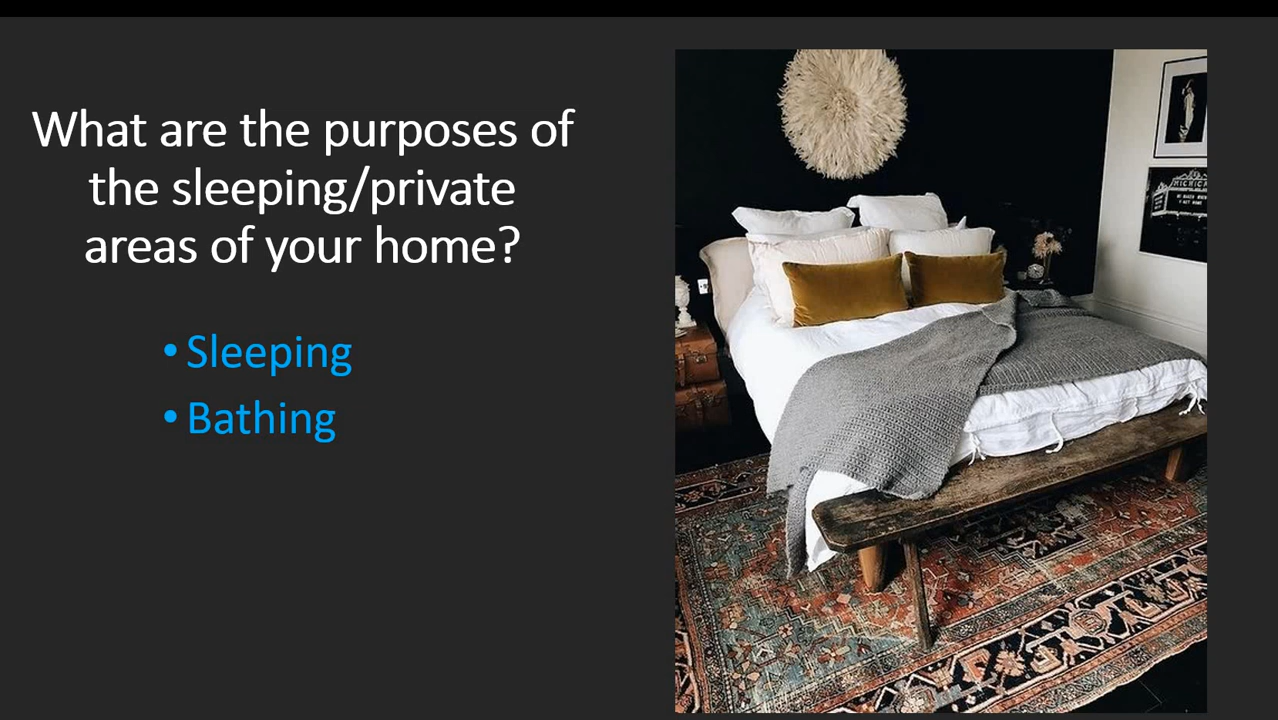 What are the purposes of
the sleeping/private
areas of your home?
• Sleeping
• Bathing